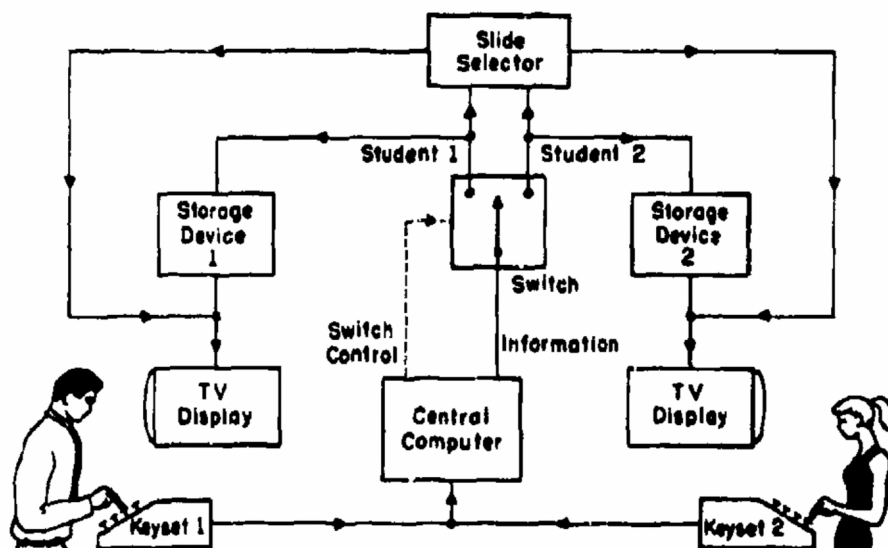 Slide
Selector
Student 1
Student 2
Storage
Device
1
Storage
Device
2
Switch
Switch
Control
Information
TV
Display
Central
Computer
TV
Display
Keyset 1
Keyset 2